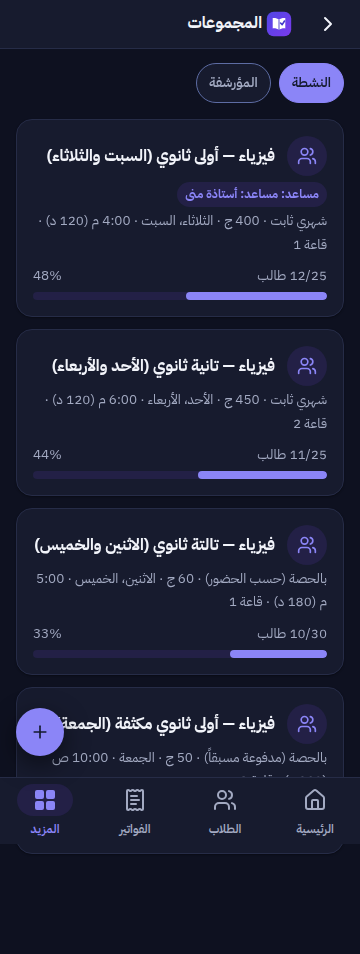 المجموعات
النشطة
المؤرشفة
فيزياء — أولى ثانوي (السبت والثلاثاء)
مساعد: مساعد: أستاذة منى
شهري ثابت · 400 ج · الثلاثاء، السبت · 4:00 م (120 د) ·
قاعة 1
12/25 طالب
48%
فيزياء — تانية ثانوي (الأحد والأربعاء)
شهري ثابت · 450 ج · الأحد، الأربعاء · 6:00 م (120 د) ·
قاعة 2
11/25 طالب
44%
فيزياء — تالتة ثانوي (الاثنين والخميس)
بالحصة (حسب الحضور) · 60 ج · الاثنين، الخميس · 5:00
م (180 د) · قاعة 1
10/30 طالب
33%
فيزياء — أولى ثانوي مكثفة (الجمعة
بالحصة (مدفوعة مسبقاً) · 50 ج · الجمعة · 10:00 ص
الرئيسية
الطلاب
الفواتير
المزيد